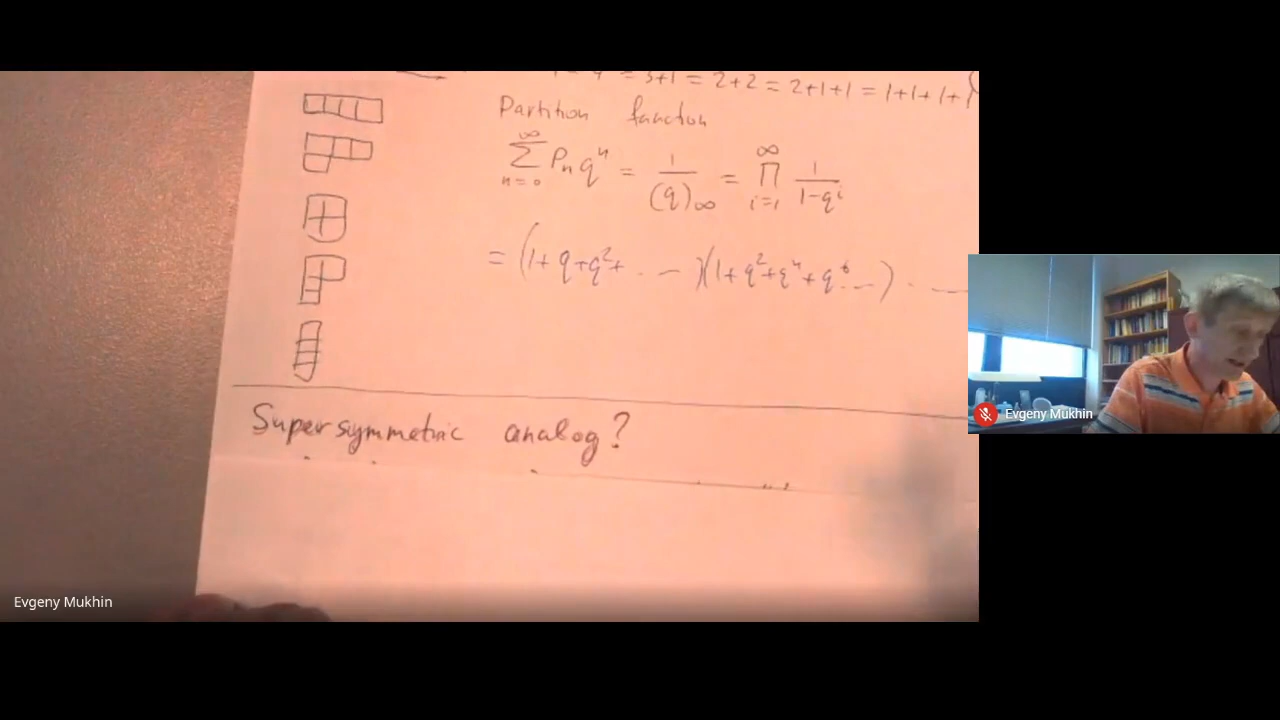 = 3+1 = 2+2 = 2+1+1 = 1+1+1+1
Partition function
∑_{n=0}^{∞} P_n q^n = 1/(q)_∞ = ∏_{i=1}^{∞} 1/(1-q^i)
= (1+q+q^2+ . . —)(1+q^2+q^4+q^6. . —) . —
Supersymmetric analog?
Evgeny Mukhin
Evgeny Mukhin